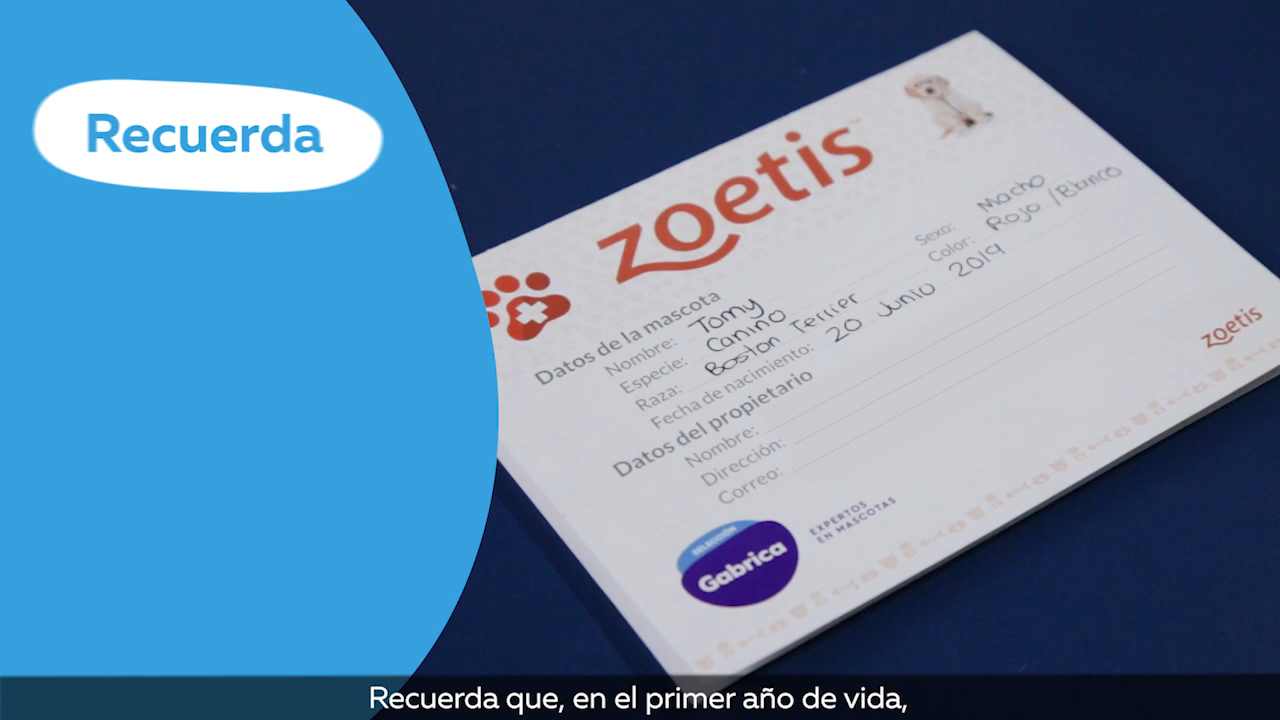 Recuerda
zoetis
Datos de la mascota
Nombre: Tomy
Sexo: Macho
Especie: Canino
Color: Rojo / Blanco
Raza: Boston Terrier
Fecha de nacimiento: 20 Junio 2019
Datos del propietario
Nombre:
Dirección:
Correo:
zoetis
SELECCIÓN
Gabrica
EXPERTOS
EN MASCOTAS
Recuerda que, en el primer año de vida,